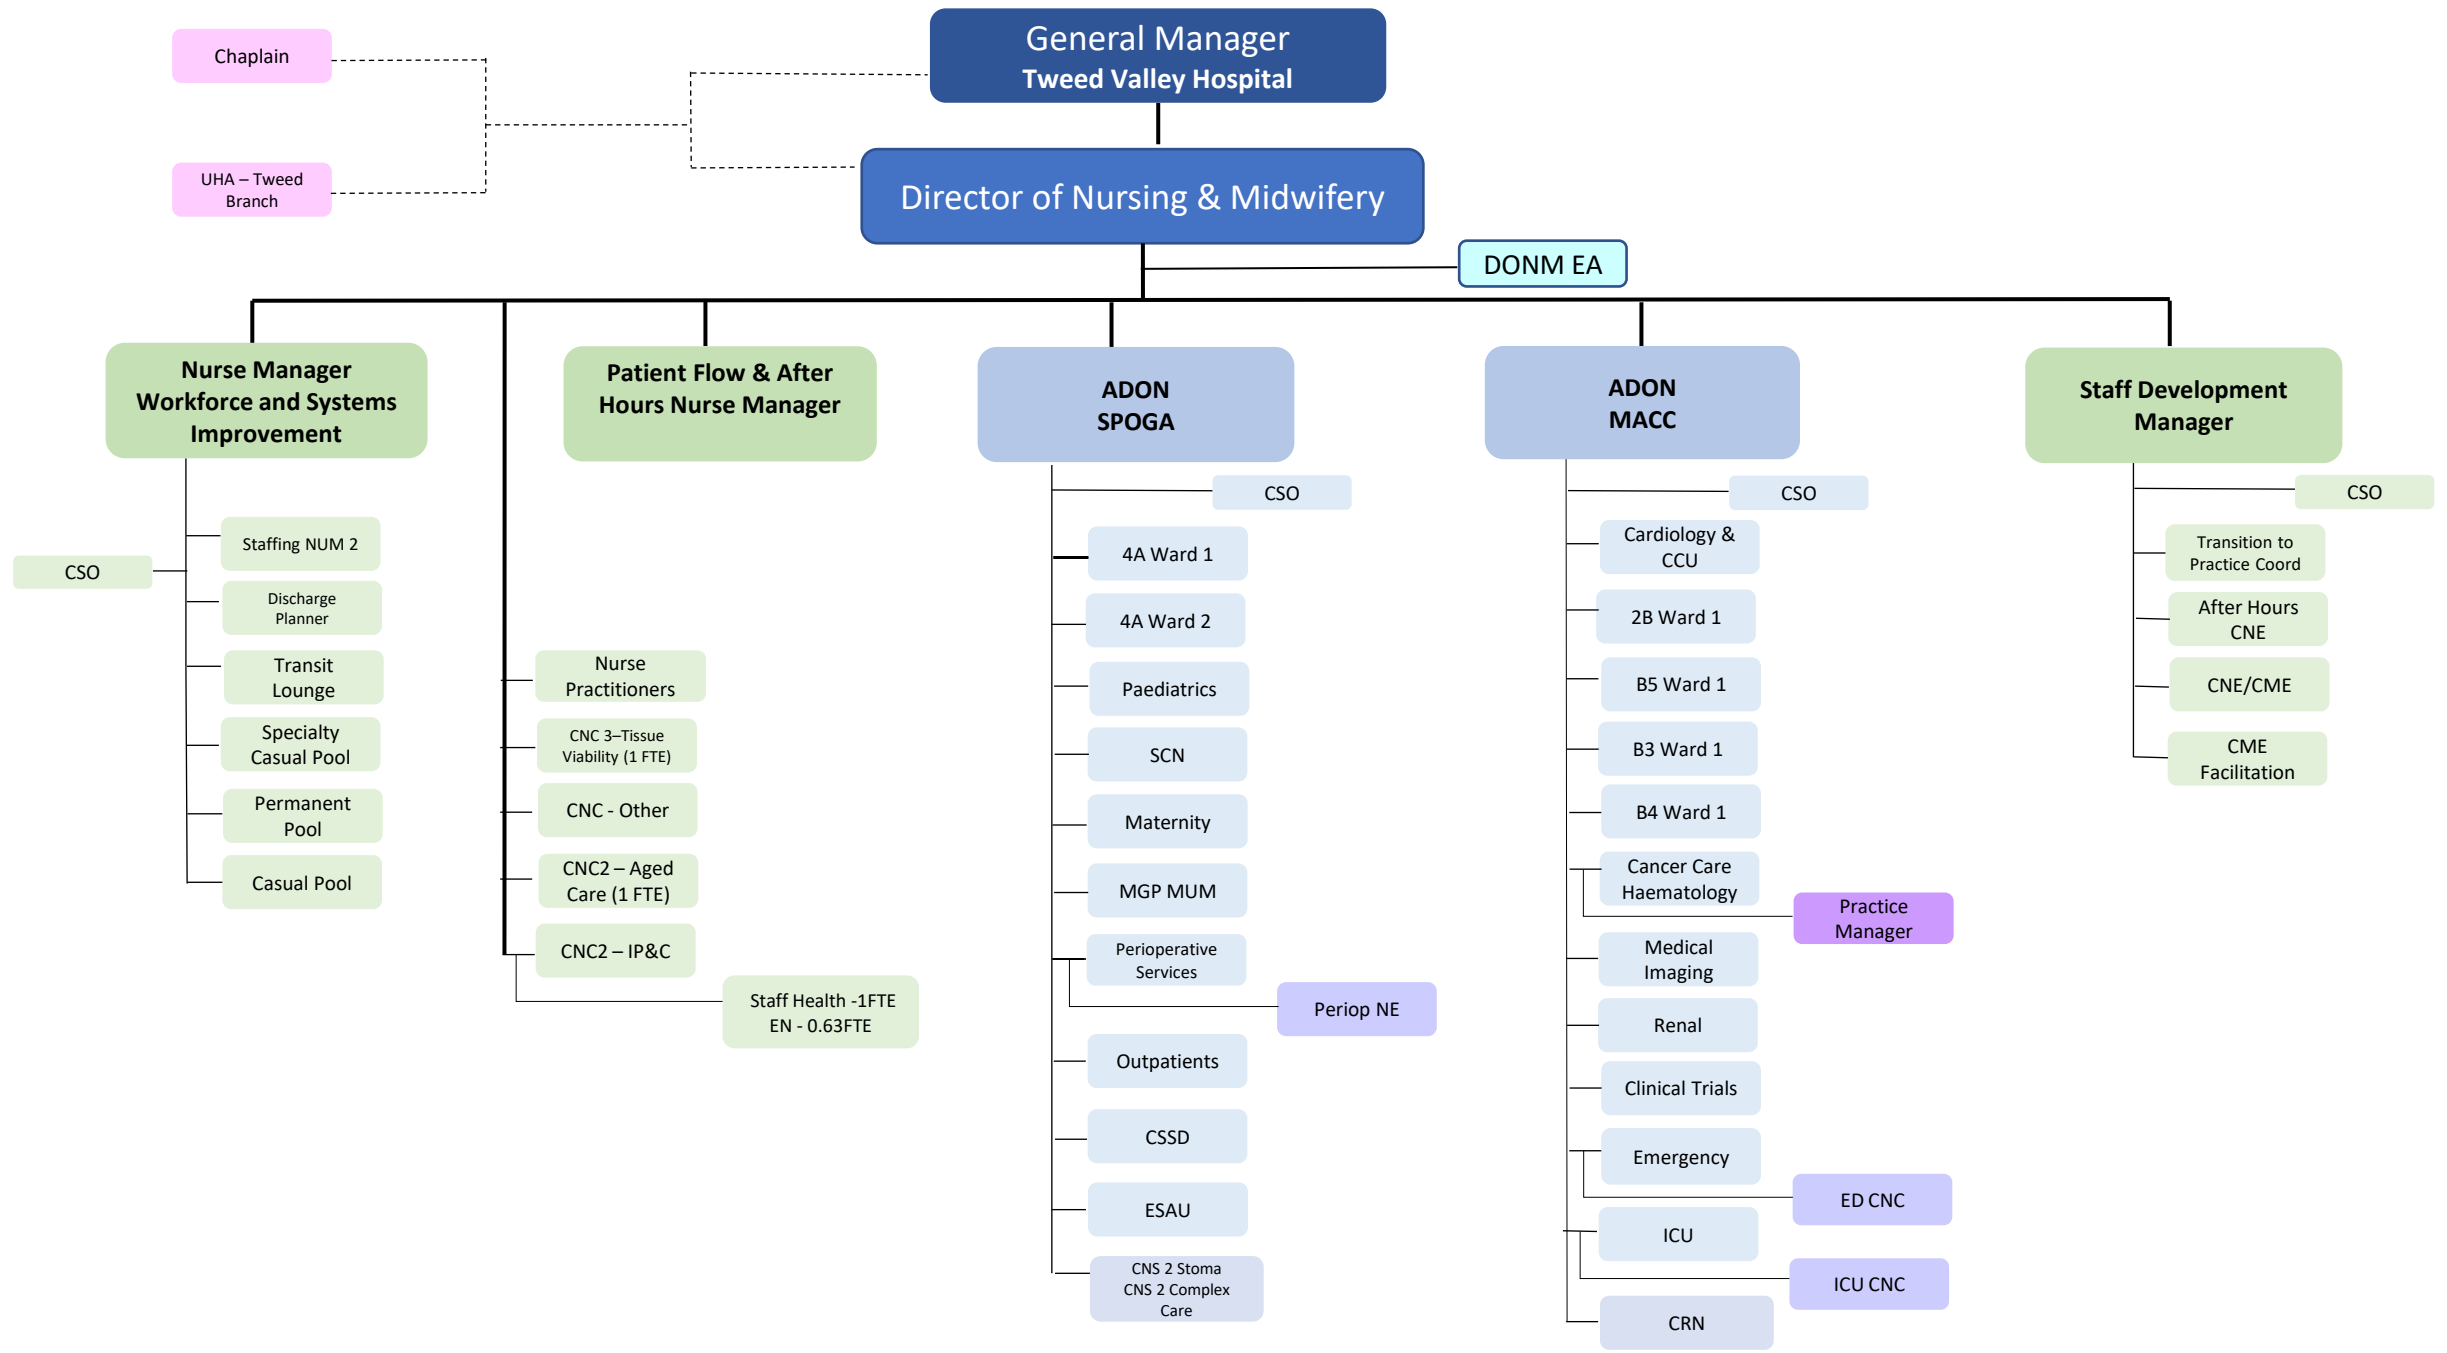 General Manager
Tweed Valley Hospital
Chaplain
UHA – Tweed
Branch
Director of Nursing & Midwifery
DONM EA
Nurse Manager
Workforce and Systems
Improvement
CSO
Staffing NUM 2
Discharge
Planner
Transit
Lounge
Specialty
Casual Pool
Permanent
Pool
Casual Pool
Nurse
Practitioners
CNC 3–Tissue
Viability (1 FTE)
CNC - Other
CNC2 – Aged
Care (1 FTE)
CNC2 – IP&C
Staff Health -1FTE
EN - 0.63FTE
Patient Flow & After
Hours Nurse Manager
ADON
SPOGA
CSO
4A Ward 1
4A Ward 2
Paediatrics
SCN
Maternity
MGP MUM
Perioperative
Services
Periop NE
Outpatients
CSSD
ESAU
CNS 2 Stoma
CNS 2 Complex
Care
ADON
MACC
CSO
Cardiology &
CCU
2B Ward 1
B5 Ward 1
B3 Ward 1
B4 Ward 1
Cancer Care
Haematology
Practice
Manager
Medical
Imaging
Renal
Clinical Trials
Emergency
ED CNC
ICU
ICU CNC
CRN
Staff Development
Manager
CSO
Transition to
Practice Coord
After Hours
CNE
CNE/CME
CME
Facilitation